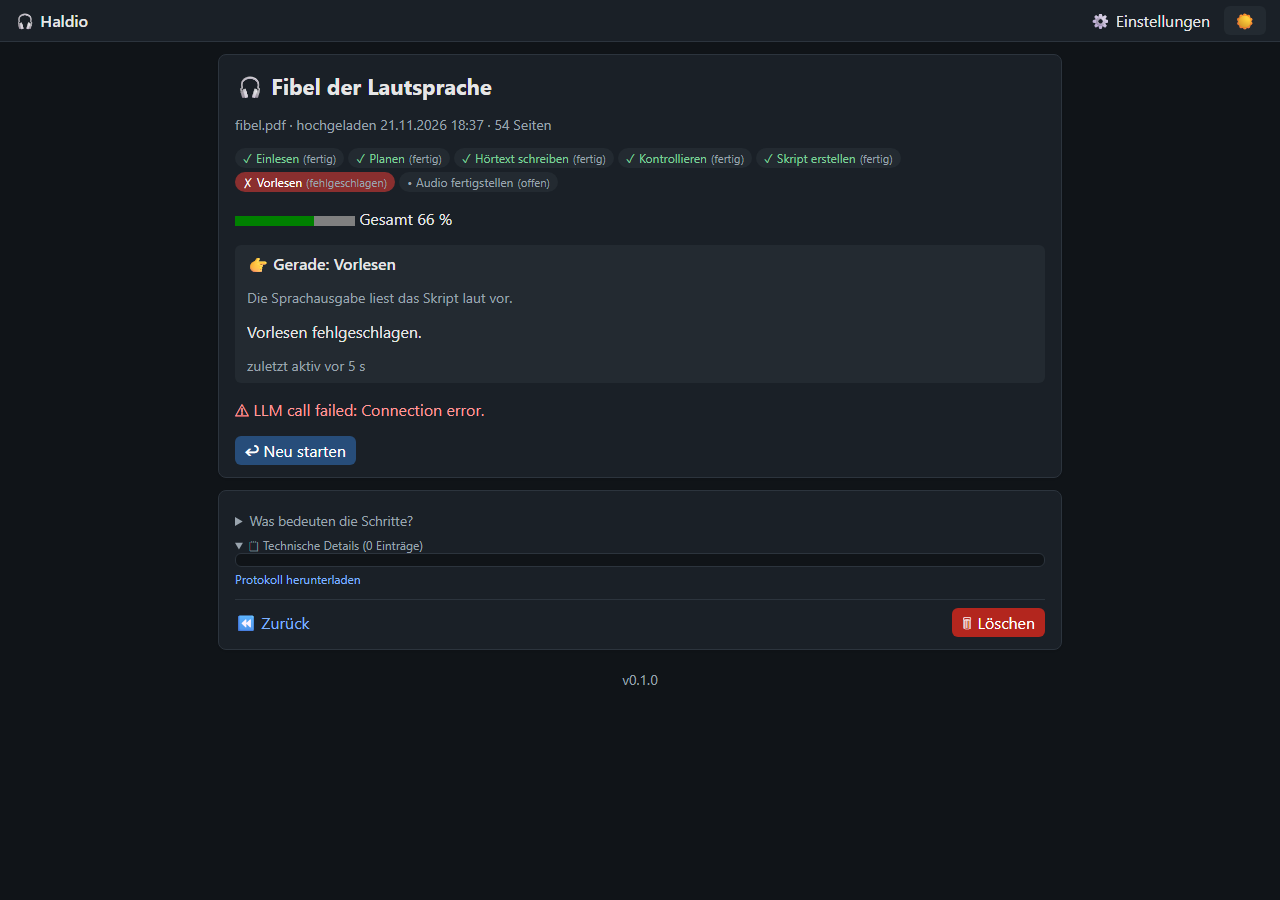 🎧 Haldio
⚙️ Einstellungen
🎧 Fibel der Lautsprache
fibel.pdf · hochgeladen 21.11.2026 18:37 · 54 Seiten
✓ Einlesen (fertig) ✓ Planen (fertig) ✓ Hörtext schreiben (fertig) ✓ Kontrollieren (fertig) ✓ Skript erstellen (fertig)
✗ Vorlesen (fehlgeschlagen) • Audio fertigstellen (offen)
Gesamt 66 %
👉 Gerade: Vorlesen
Die Sprachausgabe liest das Skript laut vor.
Vorlesen fehlgeschlagen.
zuletzt aktiv vor 5 s
⚠ LLM call failed: Connection error.
↩ Neu starten
▶ Was bedeuten die Schritte?
▼ 📋 Technische Details (0 Einträge)
Protokoll herunterladen
⏪ Zurück
🗑 Löschen
v0.1.0